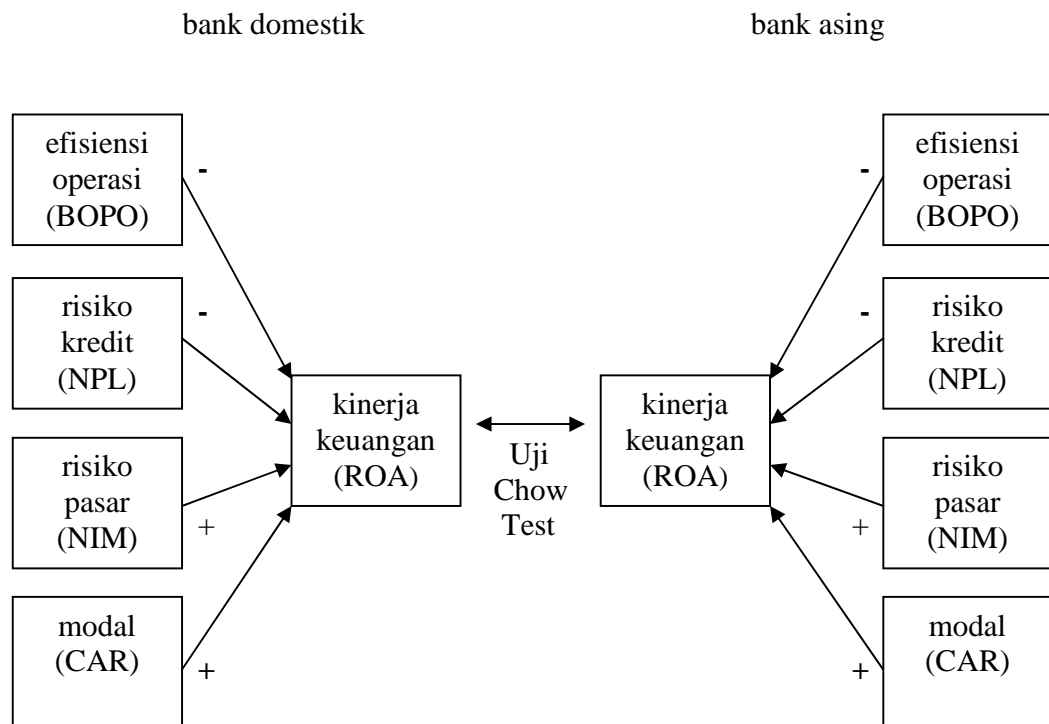 bank domestik
bank asing
efisiensi
operasi
(BOPO)
-
risiko
kredit
(NPL)
-
risiko
pasar
(NIM)
+
modal
(CAR)
+
kinerja
keuangan
(ROA)
Uji
Chow
Test
kinerja
keuangan
(ROA)
-
efisiensi
operasi
(BOPO)
-
risiko
kredit
(NPL)
+
risiko
pasar
(NIM)
+
modal
(CAR)